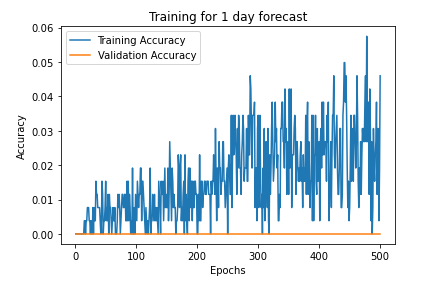 Training for 1 day forecast
Training Accuracy
Validation Accuracy
Accuracy
0.06
0.05
0.04
0.03
0.02
0.01
0.00
0 100 200 300 400 500
Epochs